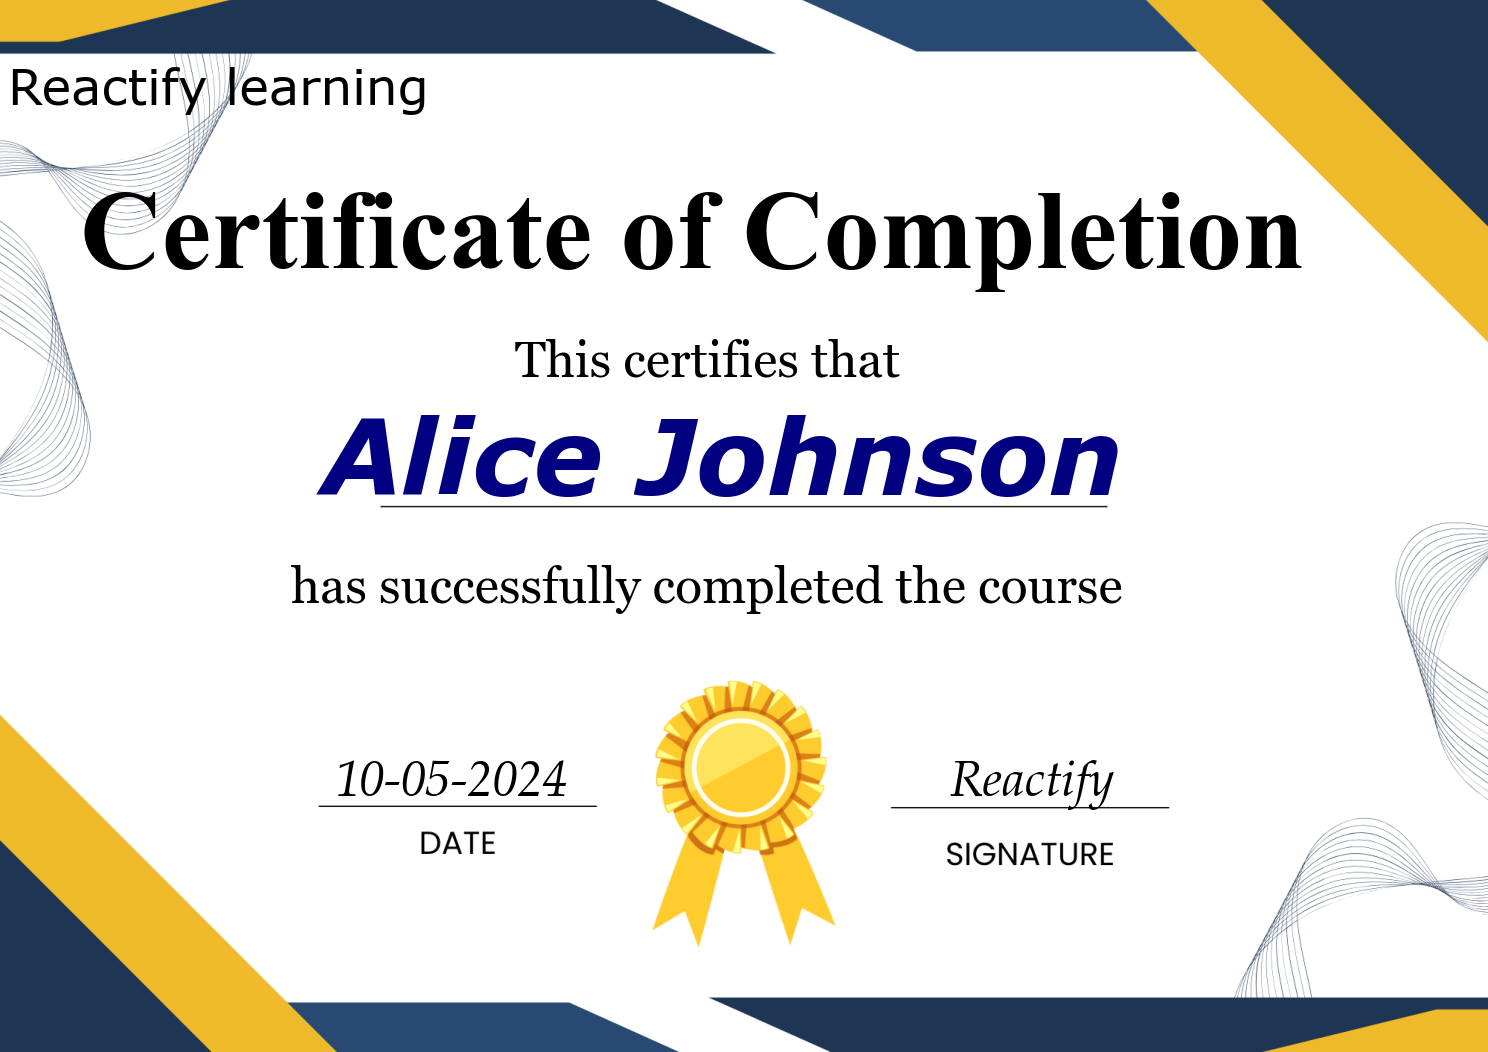 Reactify learning
Certificate of Completion
This certifies that
Alice Johnson
has successfully completed the course
10-05-2024
DATE
Reactify
SIGNATURE